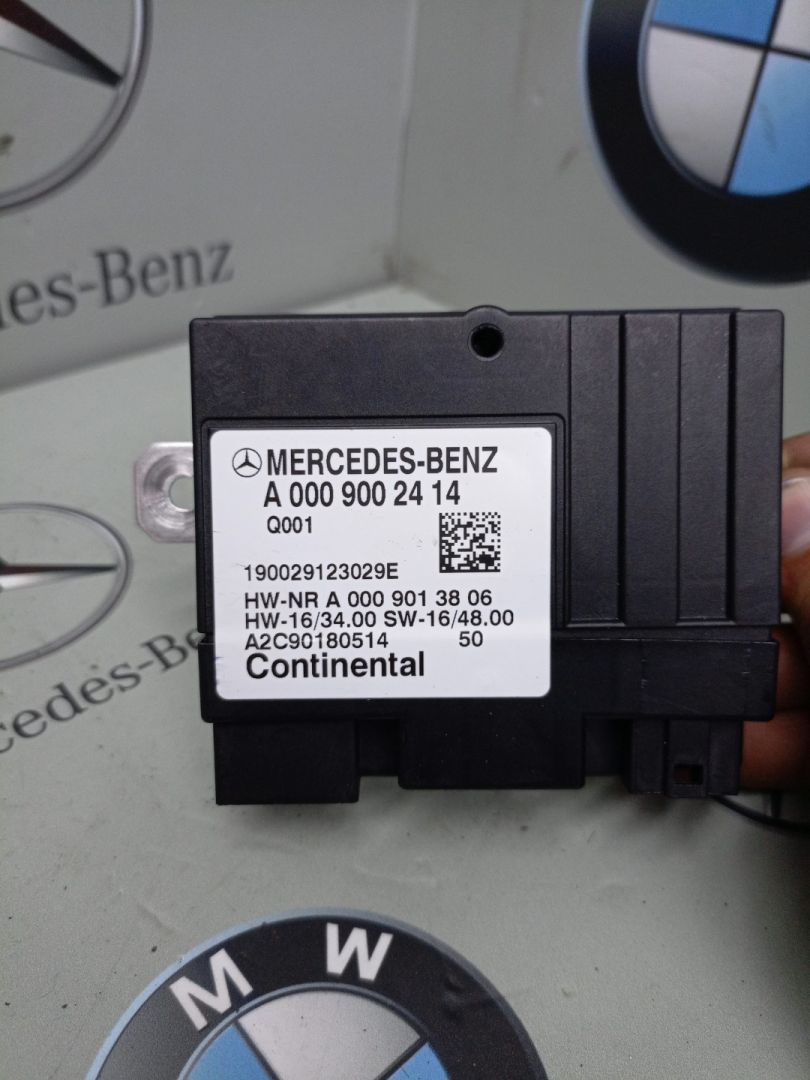 des-Benz
MERCEDES-BENZ
A 000 900 24 14
Q001
190029123029E
HW-NR A 000 901 38 06
HW-16/34.00 SW-16/48.00
A2C90180514 50
Continental
cedes-Be
M W